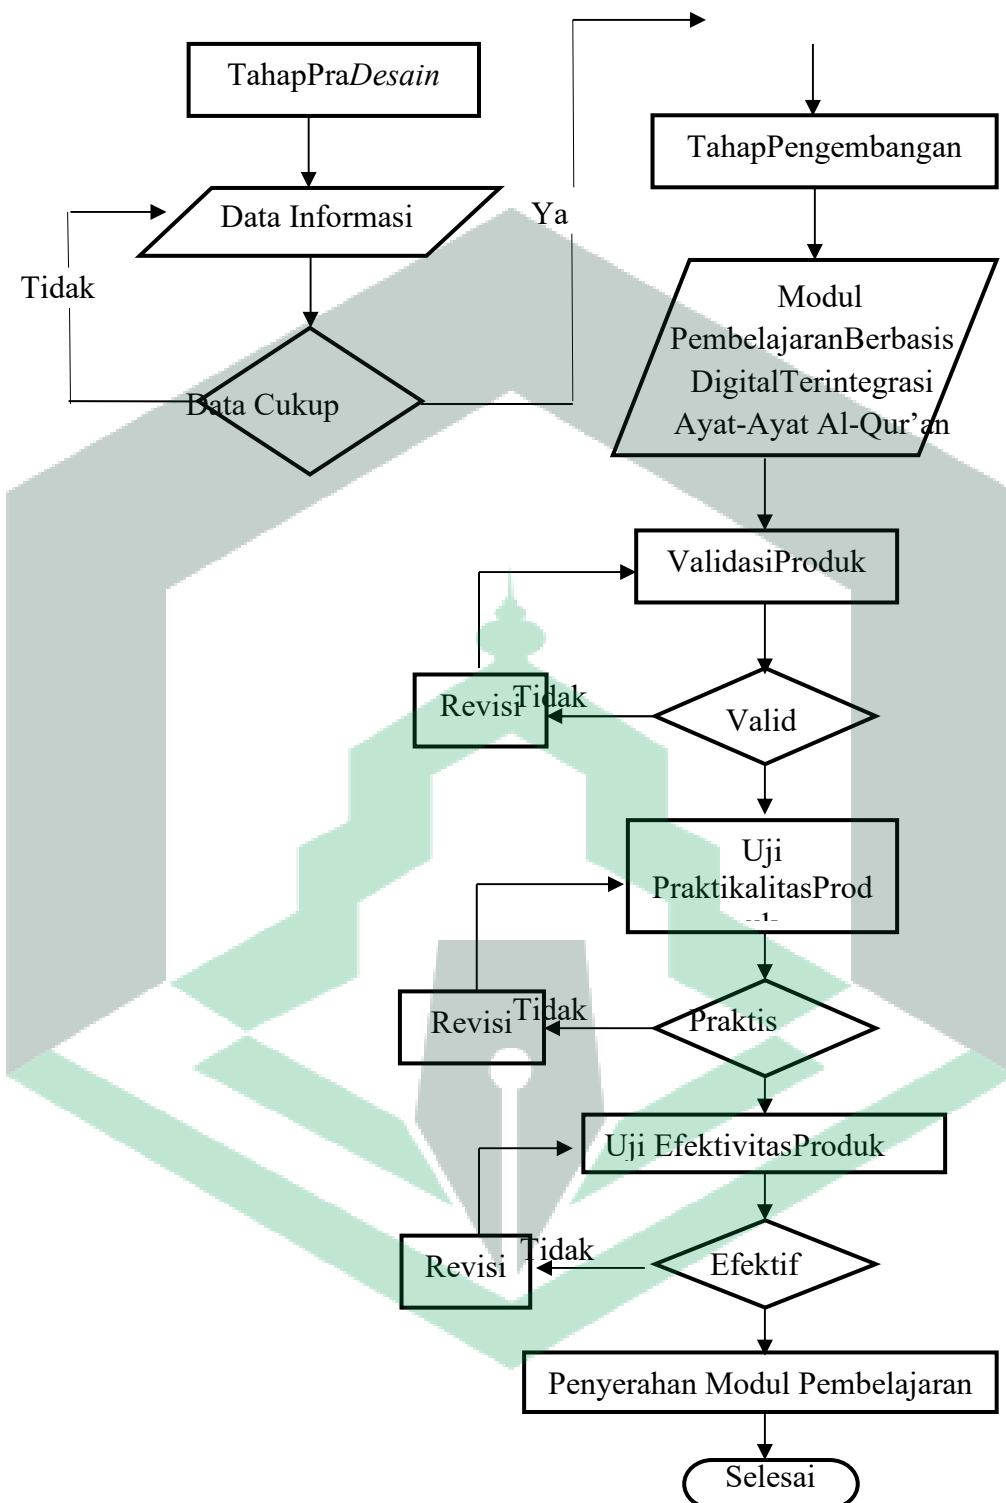 TahapPraDesain
Data Informasi
Tidak
Data Cukup
Ya
TahapPengembangan
Modul
PembelajaranBerbasis
DigitalTerintegrasi
Ayat-Ayat Al-Qur’an
ValidasiProduk
Revisi
Tidak
Valid
Uji
PraktikalitasProd
Revisi
Tidak
Praktis
Uji EfektivitasProduk
Revisi
Tidak
Efektif
Penyerahan Modul Pembelajaran
Selesai